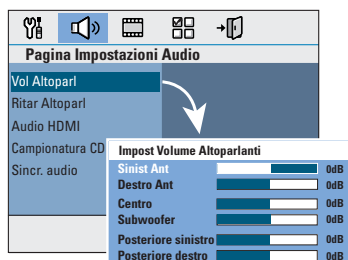 Pagina Impostazioni Audio
Vol Altoparl
Ritar Altoparl
Audio HDMI
Campionatura CD
Sincr. audio
Impost Volume Altoparlanti
Sinist Ant 0dB
Destro Ant 0dB
Centro 0dB
Subwoofer 0dB
Posteriore sinistro 0dB
Posteriore destro 0dB